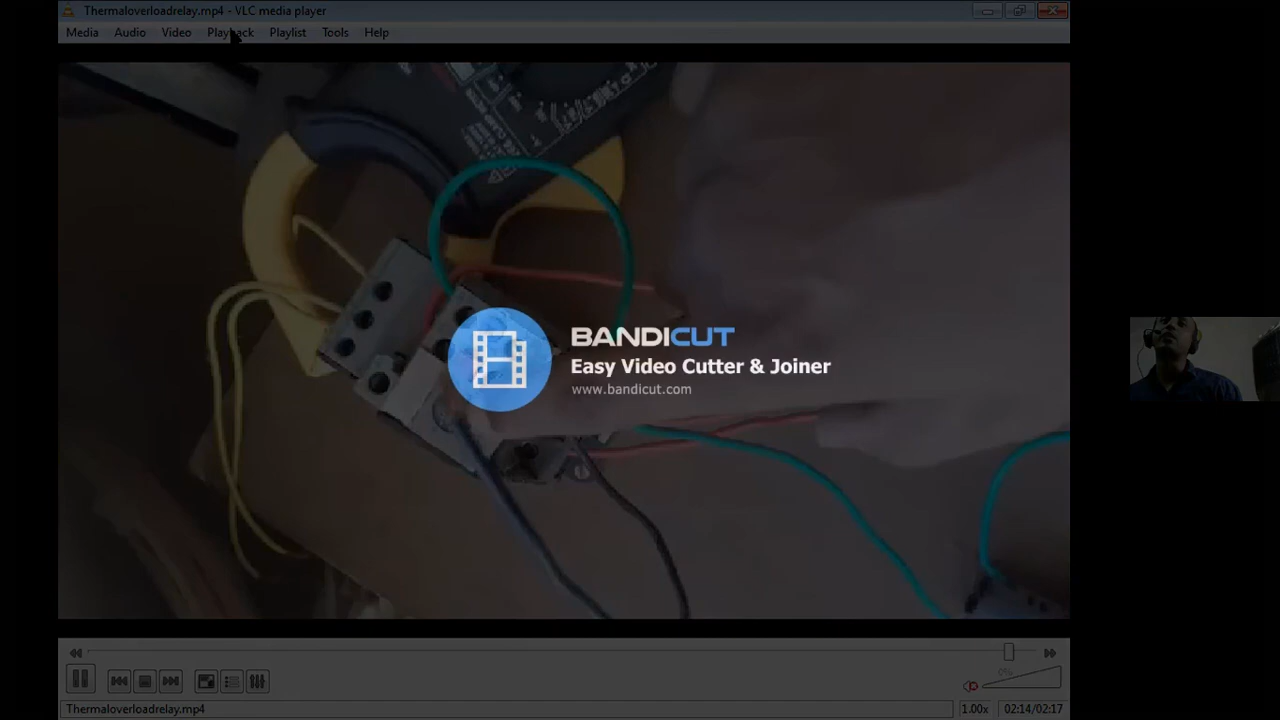 Thermaloverloadrelay.mp4 - VLC media player
Media Audio Video Playback Playlist Tools Help
BANDICUT
Easy Video Cutter & Joiner
www.bandicut.com
0%
Thermaloverloadrelay.mp4 1.00x 02:14/02:17